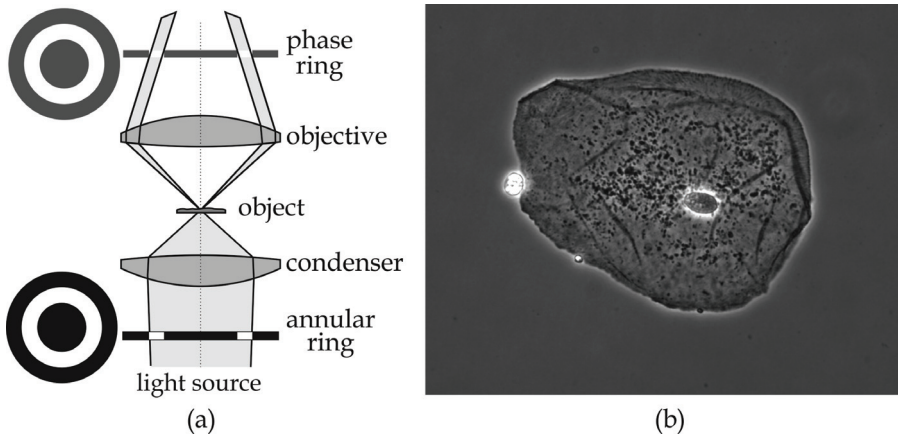 phase
ring
objective
object
condenser
annular
ring
light source
(a)
(b)